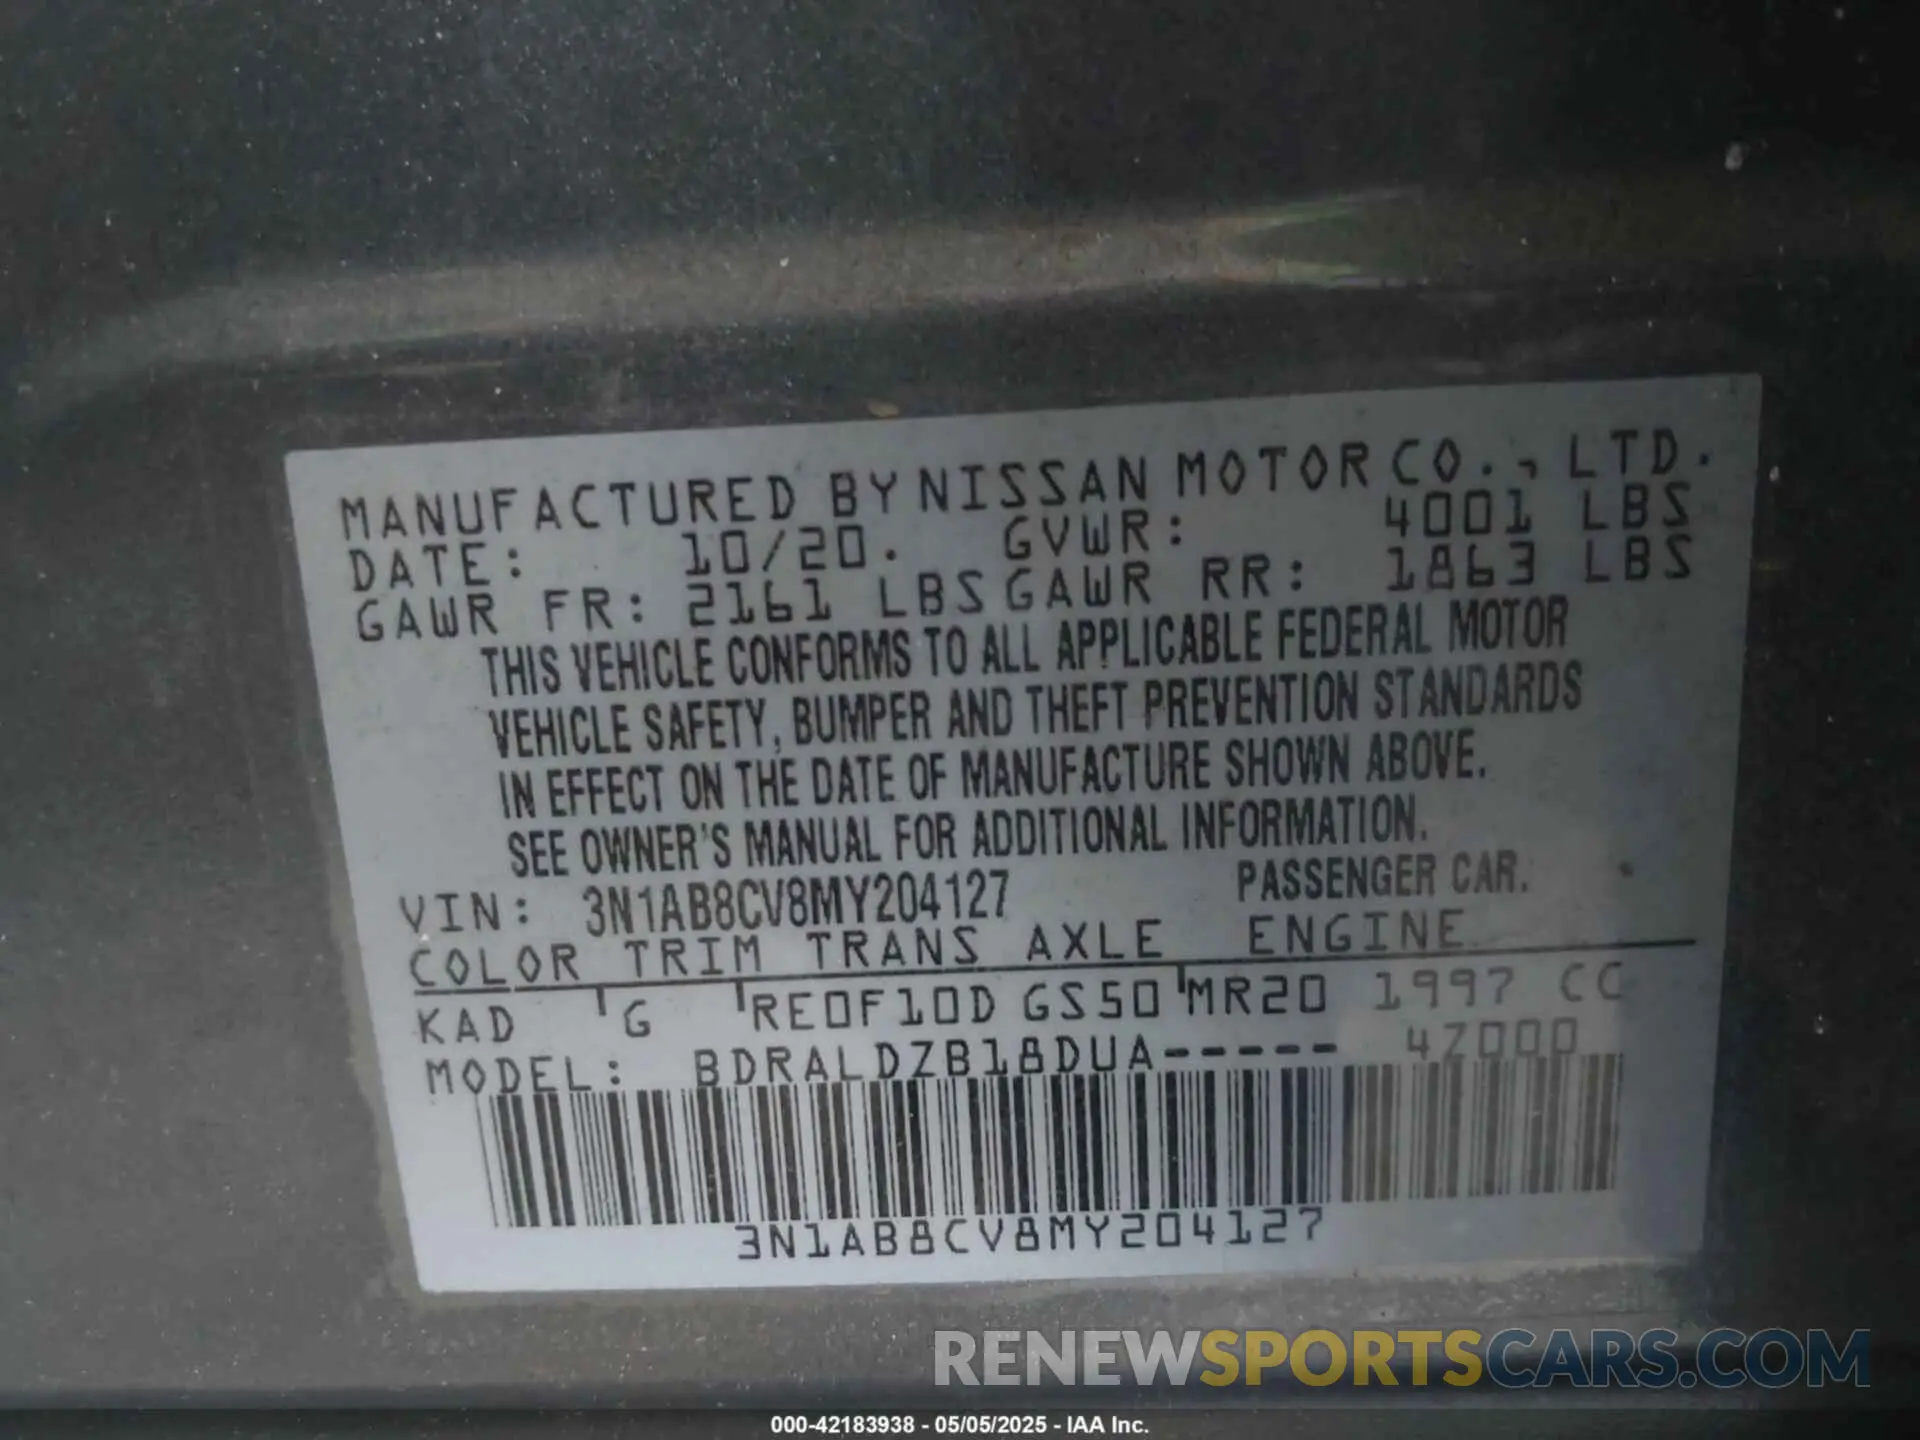 MANUFACTURED BY NISSAN MOTOR CO., LTD.
DATE: 10/20. GVWR: 4001 LBS
GAWR FR: 2161 LBS GAWR RR: 1863 LBS
THIS VEHICLE CONFORMS TO ALL APPLICABLE FEDERAL MOTOR
VEHICLE SAFETY, BUMPER AND THEFT PREVENTION STANDARDS
IN EFFECT ON THE DATE OF MANUFACTURE SHOWN ABOVE.
SEE OWNER'S MANUAL FOR ADDITIONAL INFORMATION.
VIN: 3N1AB8CV8MY204127 PASSENGER CAR.
COLOR TRIM TRANS AXLE ENGINE
KAD G RE0F10D GS50 MR20 1997 CC
MODEL: BDRALDZB18DUA----- 4Z000
3N1AB8CV8MY204127
RENEWSPORTSCARS.COM
000-42183938 - 05/05/2025 - IAA Inc.